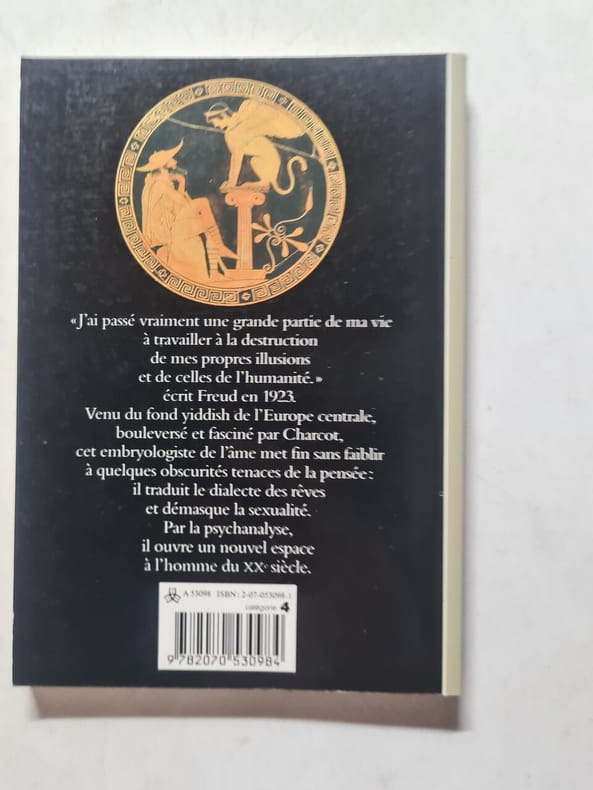 « J'ai passé vraiment une grande partie de ma vie
à travailler à la destruction
de mes propres illusions
et de celles de l'humanité. »
écrit Freud en 1923.
Venu du fond yiddish de l'Europe centrale,
bouleversé et fasciné par Charcot,
cet embryologiste de l'âme met fin sans faiblir
à quelques obscurités tenaces de la pensée :
il traduit le dialecte des rêves
et démasque la sexualité.
Par la psychanalyse,
il ouvre un nouvel espace
à l'homme du XXe siècle.
A 53098 ISBN : 2-07-053098-1
catégorie 4
9 782070 530984